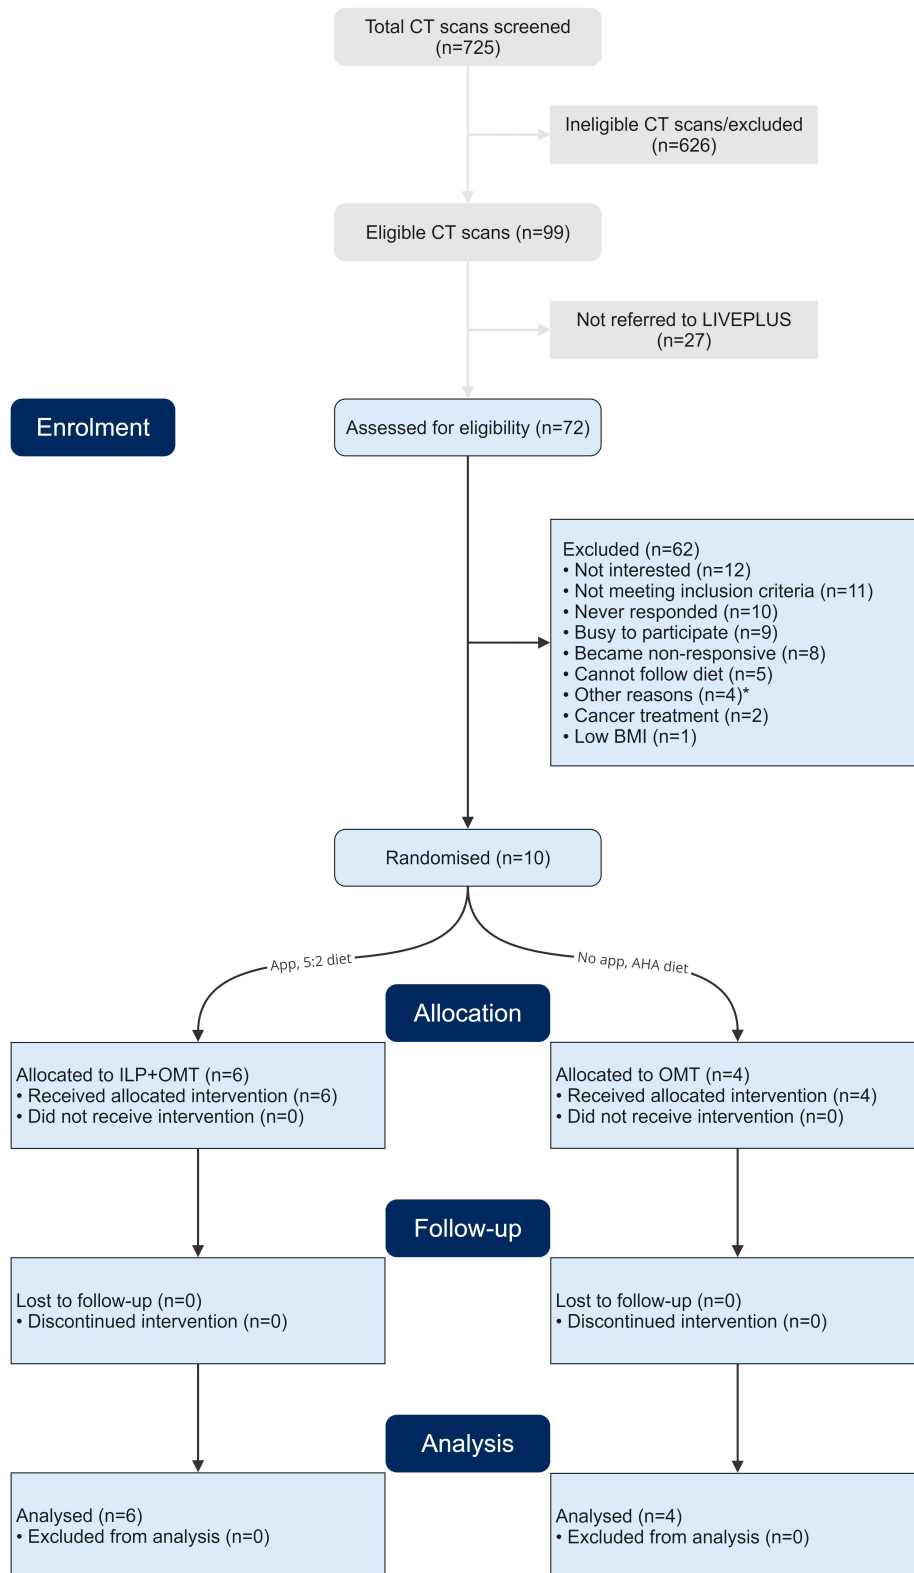 Total CT scans screened
(n=725)
Ineligible CT scans/excluded
(n=626)
Eligible CT scans (n=99)
Not referred to LIVEPLUS
(n=27)
Enrolment
Assessed for eligibility (n=72)
Excluded (n=62)
• Not interested (n=12)
• Not meeting inclusion criteria (n=11)
• Never responded (n=10)
• Busy to participate (n=9)
• Became non-responsive (n=8)
• Cannot follow diet (n=5)
• Other reasons (n=4)*
• Cancer treatment (n=2)
• Low BMI (n=1)
Randomised (n=10)
App, 5:2 diet
No app, AHA diet
Allocation
Allocated to ILP+OMT (n=6)
• Received allocated intervention (n=6)
• Did not receive intervention (n=0)
Allocated to OMT (n=4)
• Received allocated intervention (n=4)
• Did not receive intervention (n=0)
Follow-up
Lost to follow-up (n=0)
• Discontinued intervention (n=0)
Lost to follow-up (n=0)
• Discontinued intervention (n=0)
Analysis
Analysed (n=6)
• Excluded from analysis (n=0)
Analysed (n=4)
• Excluded from analysis (n=0)